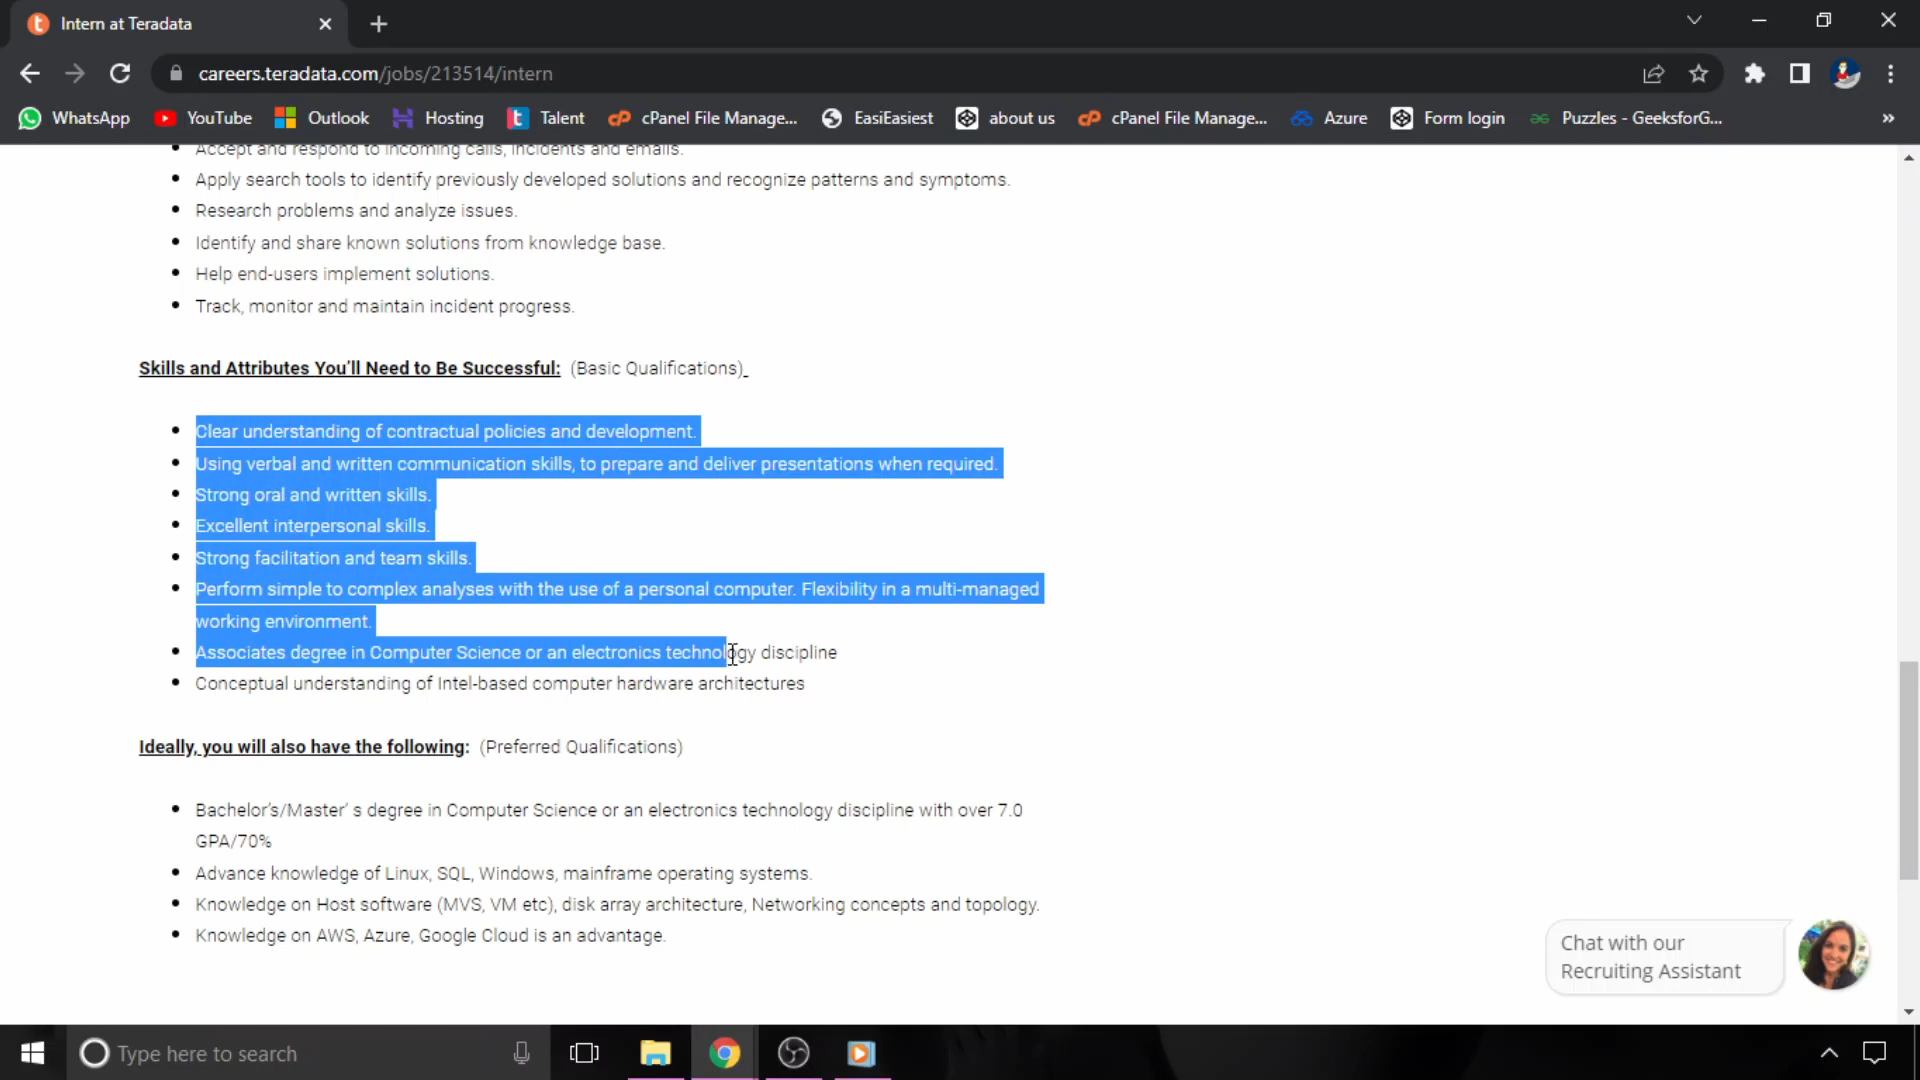 Intern at Teradata
careers.teradata.com/jobs/213514/intern
WhatsApp YouTube Outlook Hosting Talent cPanel File Manage... EasiEasiest about us cPanel File Manage... Azure Form login Puzzles - GeeksforG... »
Accept and respond to incoming calls, incidents and emails.
Apply search tools to identify previously developed solutions and recognize patterns and symptoms.
Research problems and analyze issues.
Identify and share known solutions from knowledge base.
Help end-users implement solutions.
Track, monitor and maintain incident progress.
Skills and Attributes You'll Need to Be Successful: (Basic Qualifications)
Clear understanding of contractual policies and development.
Using verbal and written communication skills, to prepare and deliver presentations when required.
Strong oral and written skills.
Excellent interpersonal skills.
Strong facilitation and team skills.
Perform simple to complex analyses with the use of a personal computer. Flexibility in a multi-managed
working environment.
Associates degree in Computer Science or an electronics technology discipline
Conceptual understanding of Intel-based computer hardware architectures
Ideally, you will also have the following: (Preferred Qualifications)
Bachelor's/Master' s degree in Computer Science or an electronics technology discipline with over 7.0
GPA/70%
Advance knowledge of Linux, SQL, Windows, mainframe operating systems.
Knowledge on Host software (MVS, VM etc), disk array architecture, Networking concepts and topology.
Knowledge on AWS, Azure, Google Cloud is an advantage.
Chat with our
Recruiting Assistant
Type here to search